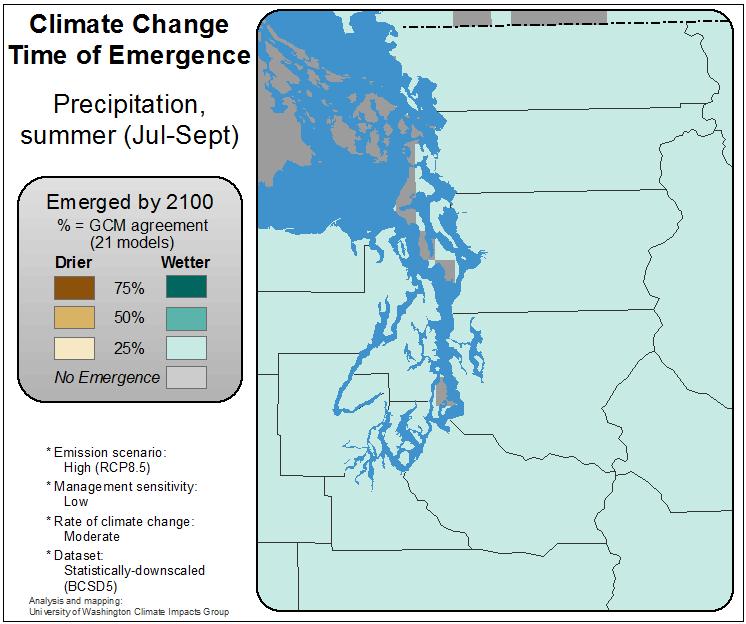 Climate Change
Time of Emergence
Precipitation,
summer (Jul-Sept)
Emerged by 2100
% = GCM agreement
(21 models)
Drier Wetter
75%
50%
25%
No Emergence
* Emission scenario:
High (RCP8.5)
* Management sensitivity:
Low
* Rate of climate change:
Moderate
* Dataset:
Statistically-downscaled
(BCSD5)
Analysis and mapping:
University of Washington Climate Impacts Group